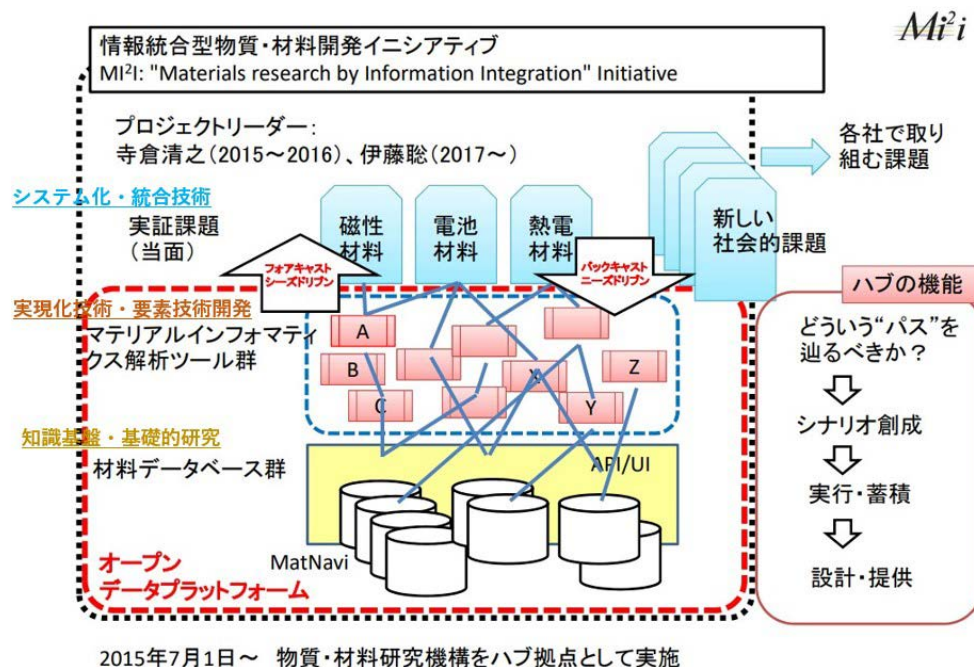 Mi²i
情報統合型物質・材料開発イニシアティブ
MI²I: "Materials research by Information Integration" Initiative
プロジェクトリーダー：
寺倉清之（2015～2016）、伊藤聡（2017～）
各社で取り
組む課題
システム化・統合技術
実証課題
（当面）
磁性
材料
電池
材料
熱電
材料
新しい
社会的課題
フォアキャスト
シーズドリブン
バックキャスト
ニーズドリブン
実現化技術・要素技術開発
マテリアルインフォマティ
クス解析ツール群
A
B
C
X
Y
Z
知識基盤・基礎的研究
材料データベース群
API/UI
MatNavi
オープン
データプラットフォーム
ハブの機能
どういう“パス”を
辿るべきか？
シナリオ創成
実行・蓄積
設計・提供
2015年7月1日～ 物質・材料研究機構をハブ拠点として実施